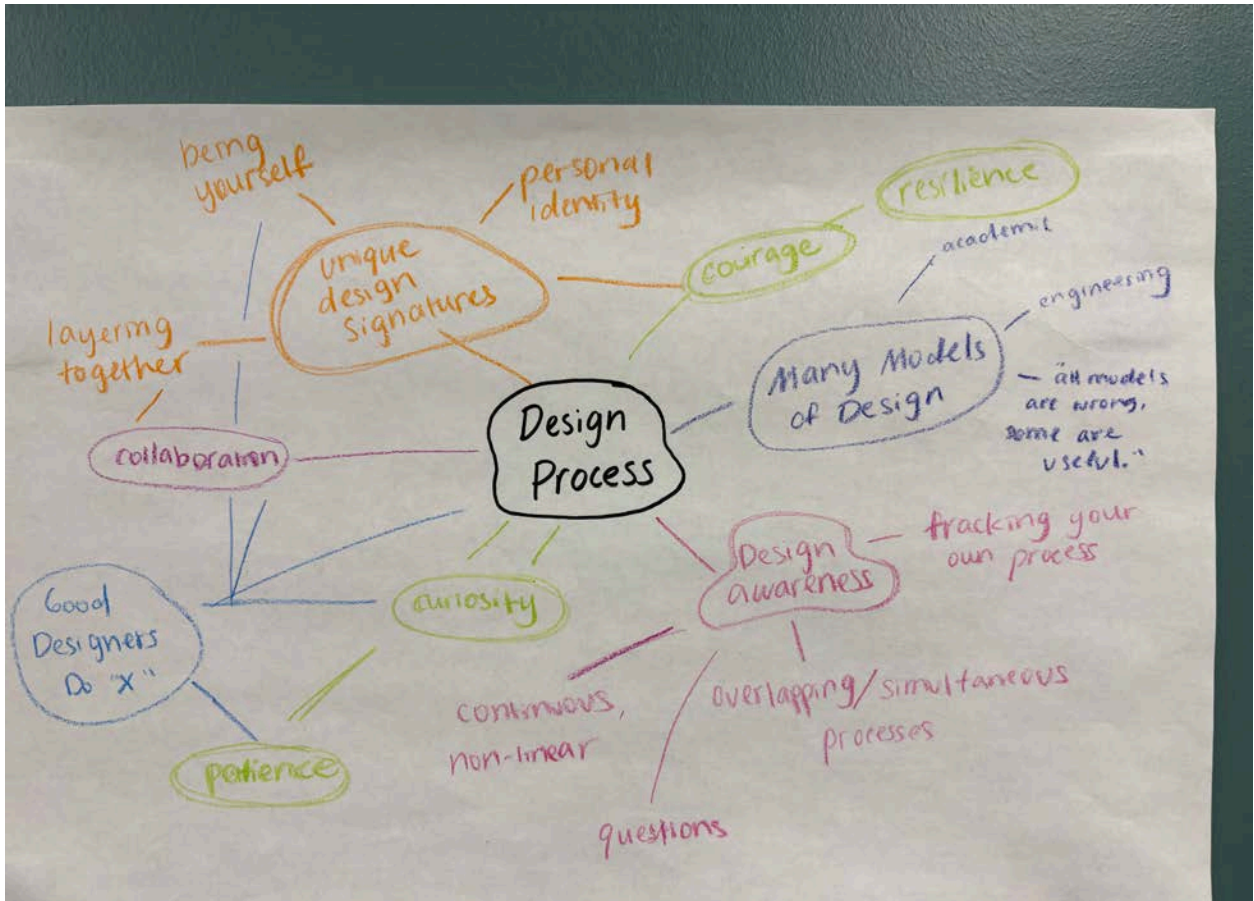 being
yourself
personal
identity
resilience
unique
design
signatures
courage
academic
engineering
layering
together
Many Models
of Design
— all models
are wrong,
some are
useful."
Design
Process
collaboration
Design
awareness
tracking your
own process
Good
Designers
Do "X"
curiosity
continuous,
non-linear
overlapping/simultaneous
processes
patience
questions